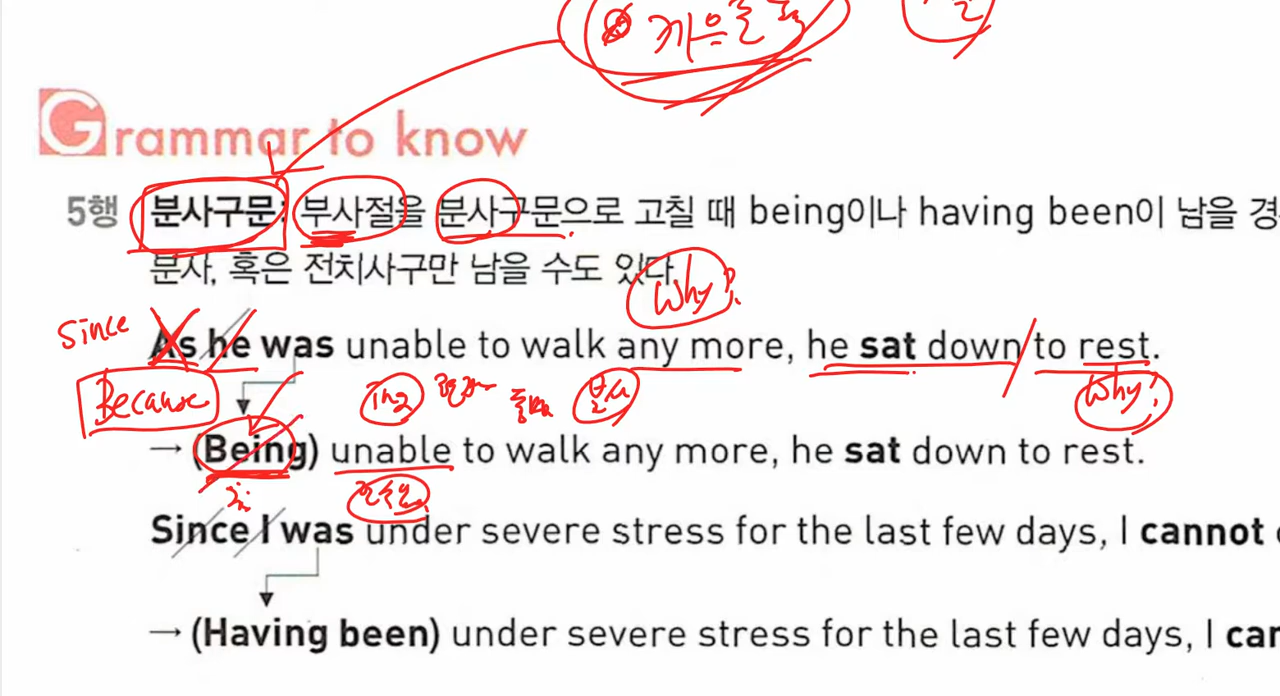 Grammar to know
5행 분사구문: 부사절을 분사구문으로 고칠 때 being이나 having been이 남을 경
분사, 혹은 전치사구만 남을 수도 있다.
Why?
Since
As he was unable to walk any more, he sat down to rest.
Because
분사
Why?
→ (Being) unable to walk any more, he sat down to rest.
Since I was under severe stress for the last few days, I cannot
→ (Having been) under severe stress for the last few days, I car